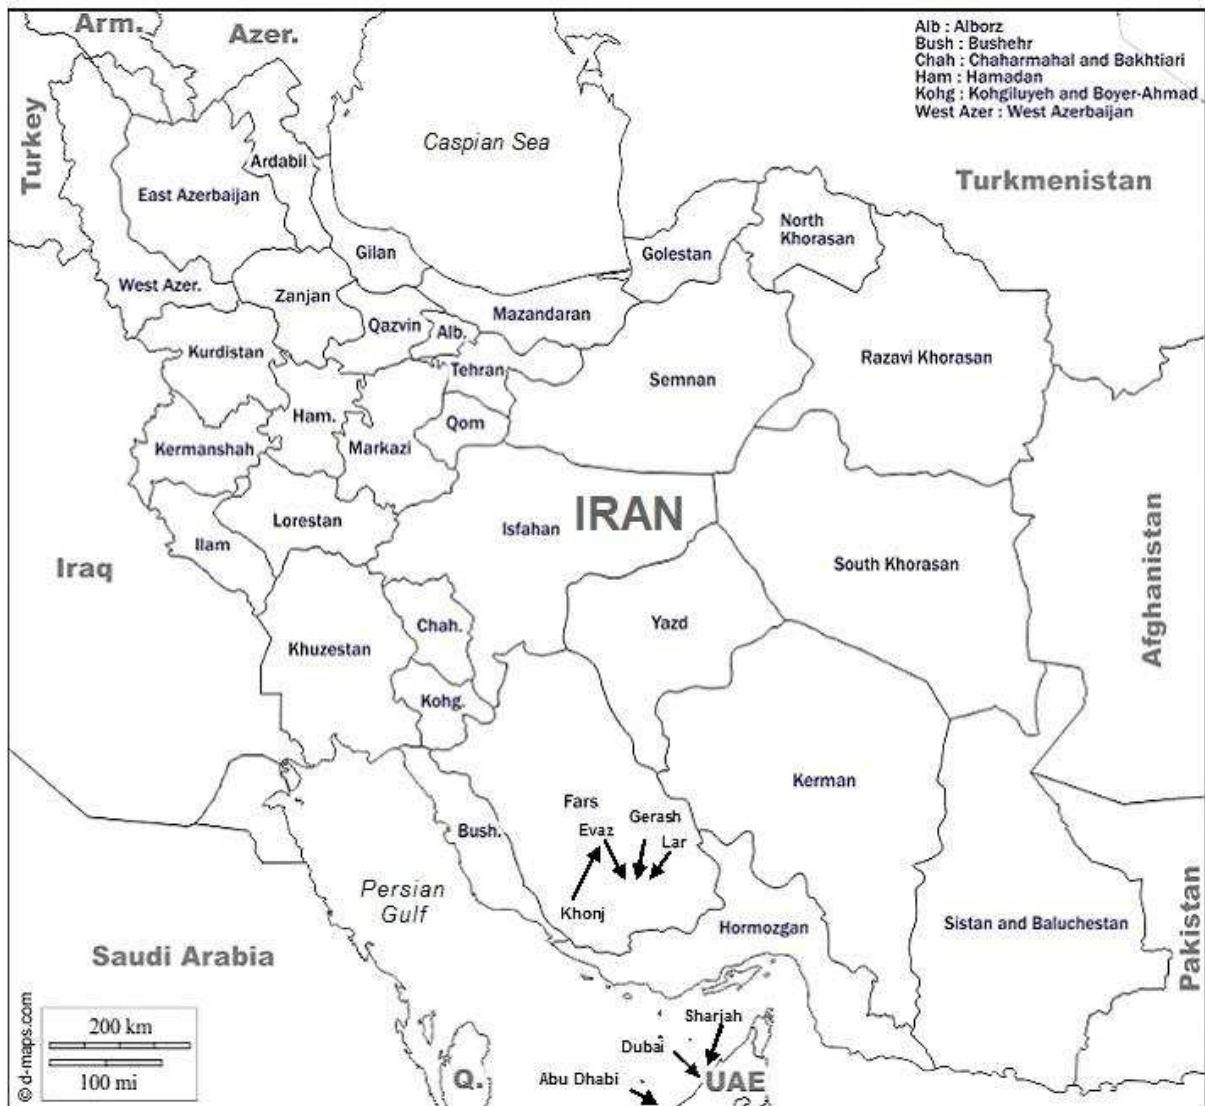 Arm.
Azer.
Alb : Alborz
Bush : Bushehr
Chah : Chaharmahal and Bakhtiari
Ham : Hamadan
Kohg : Kohgiluyeh and Boyer-Ahmad
West Azer : West Azerbaijan
Turkey
Caspian Sea
Ardabil
Turkmenistan
East Azerbaijan
North
Khorasan
Gilan
Golestan
West Azer.
Zanjan
Mazandaran
Qazvin
Alb.
Kurdistan
Razavi Khorasan
Tehran
Semnan
Ham.
Qom
Kermanshah
Markazi
IRAN
Lorestan
Isfahan
Ilam
Iraq
South Khorasan
Afghanistan
Chah.
Yazd
Khuzestan
Kohg.
Kerman
Fars
Gerash
Evaz
Bush.
Lar
Persian
Gulf
Khonj
Hormozgan
Sistan and Baluchestan
Pakistan
Saudi Arabia
© d-maps.com
200 km
100 mi
Sharjah
Dubai
Q.
Abu Dhabi
UAE